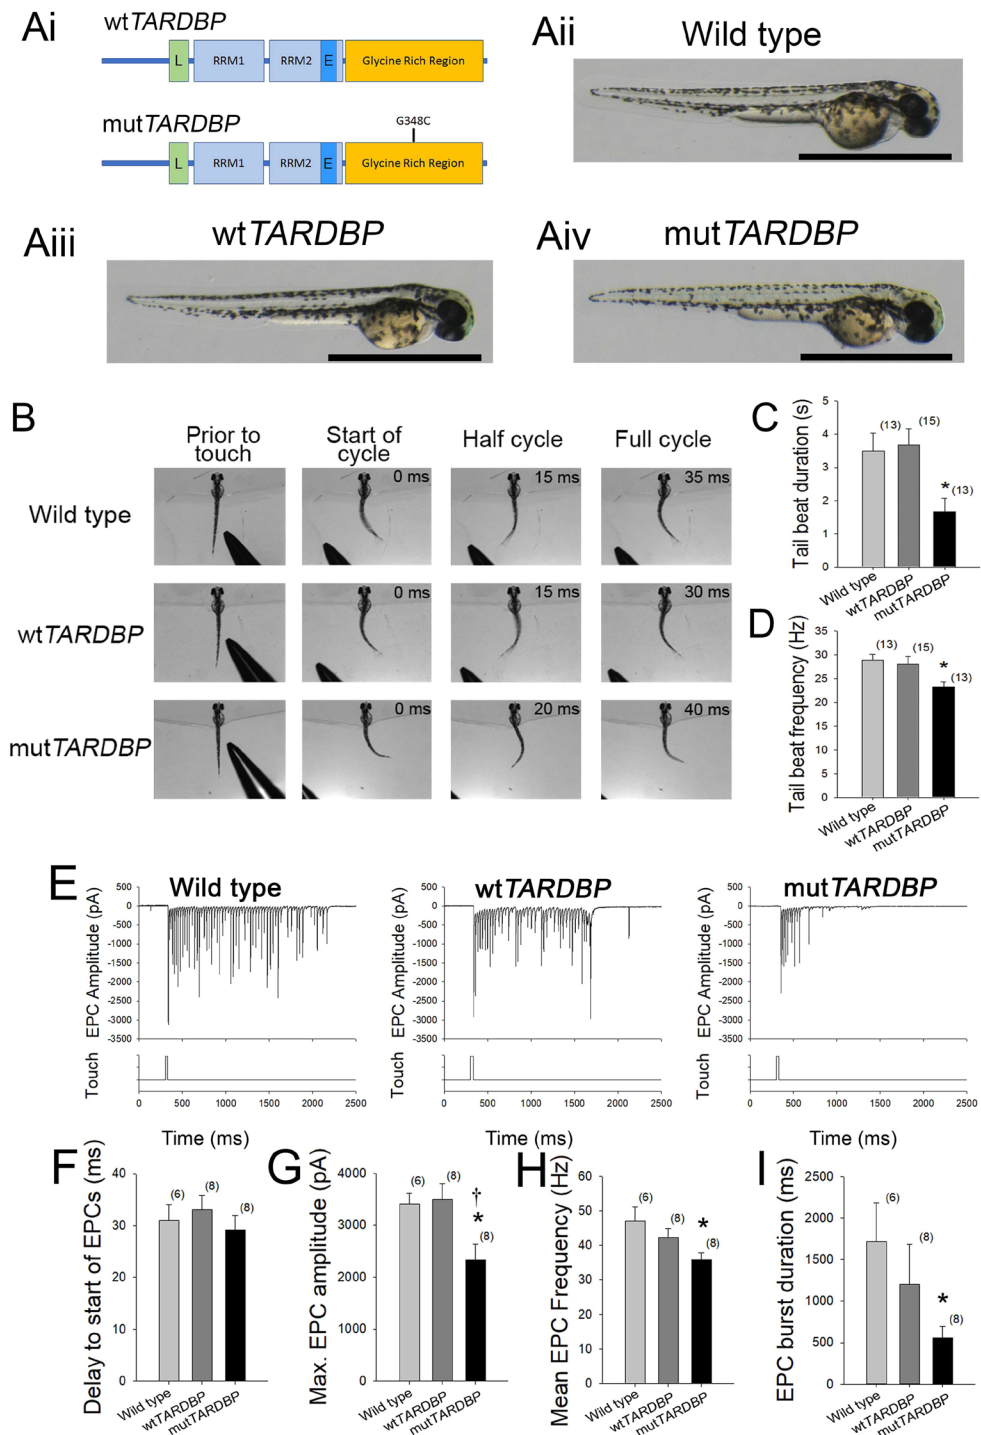 Ai
wtTARDBP
L
RRM1
RRM2
E
Glycine Rich Region
mutTARDBP
G348C
L
RRM1
RRM2
E
Glycine Rich Region
Aii
Wild type
Aiii
wtTARDBP
Aiv
mutTARDBP
B
Prior to touch
Start of cycle
Half cycle
Full cycle
Wild type
0 ms
15 ms
35 ms
wtTARDBP
0 ms
15 ms
30 ms
mutTARDBP
0 ms
20 ms
40 ms
C
Tail beat duration (s)
5
4
3
2
1
0
(13)
(15)
*
(13)
Wild type
wtTARDBP
mutTARDBP
D
Tail beat frequency (Hz)
35
30
25
20
15
10
5
0
(13)
(15)
*
(13)
Wild type
wtTARDBP
mutTARDBP
E
Wild type
EPC Amplitude (pA)
500
0
-500
-1000
-1500
-2000
-2500
-3000
-3500
Touch
0
500
1000
1500
2000
2500
Time (ms)
wtTARDBP
EPC Amplitude (pA)
500
0
-500
-1000
-1500
-2000
-2500
-3000
-3500
Touch
0
500
1000
1500
2000
2500
Time (ms)
mutTARDBP
EPC Amplitude (pA)
500
0
-500
-1000
-1500
-2000
-2500
-3000
-3500
Touch
0
500
1000
1500
2000
2500
Time (ms)
F
Delay to start of EPCs (ms)
40
30
20
10
0
(6)
(8)
(8)
Wild type
wtTARDBP
mutTARDBP
G
Max. EPC amplitude (pA)
4000
3000
2000
1000
0
(6)
(8)
†
*
(8)
Wild type
wtTARDBP
mutTARDBP
H
Mean EPC Frequency (Hz)
60
50
40
30
20
10
0
(6)
(8)
*
(8)
Wild type
wtTARDBP
mutTARDBP
I
EPC burst duration (ms)
2500
2000
1500
1000
500
0
(6)
(8)
*
(8)
Wild type
wtTARDBP
mutTARDBP